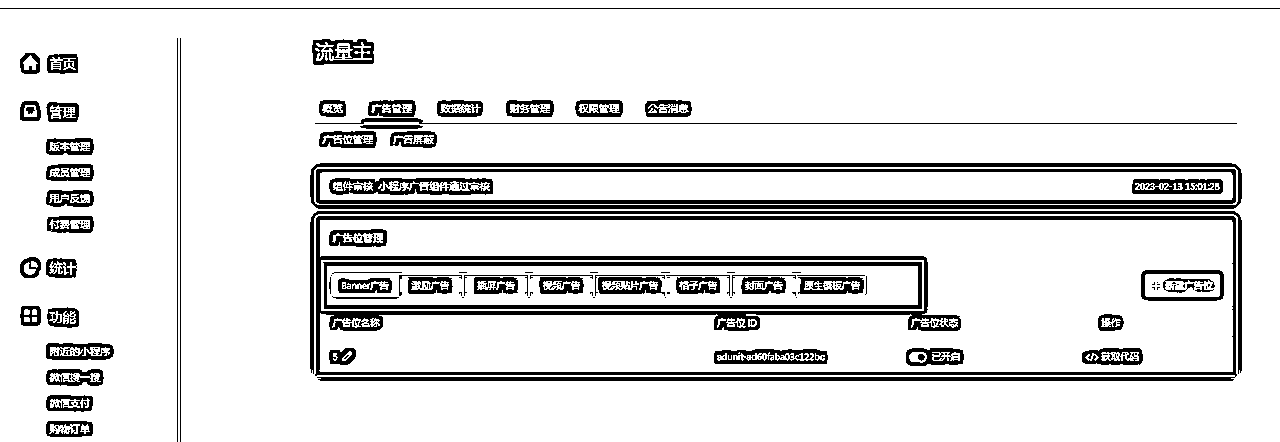 首页
管理
版本管理
成员管理
用户反馈
付费管理
统计
功能
附近的小程序
微信搜一搜
微信支付
购物订单
流量主
概览 广告管理 数据统计 财务管理 权限管理 公告消息
广告位管理 广告屏蔽
组件审核 小程序广告组件通过审核 2023-02-13 15:01:28
广告位管理
Banner广告 激励广告 插屏广告 视频广告 视频贴片广告 格子广告 封面广告 原生模板广告
新建广告位
广告位名称 广告位ID 广告位状态 操作
5 adunit-ad60faba03c122bc 已开启 获取代码